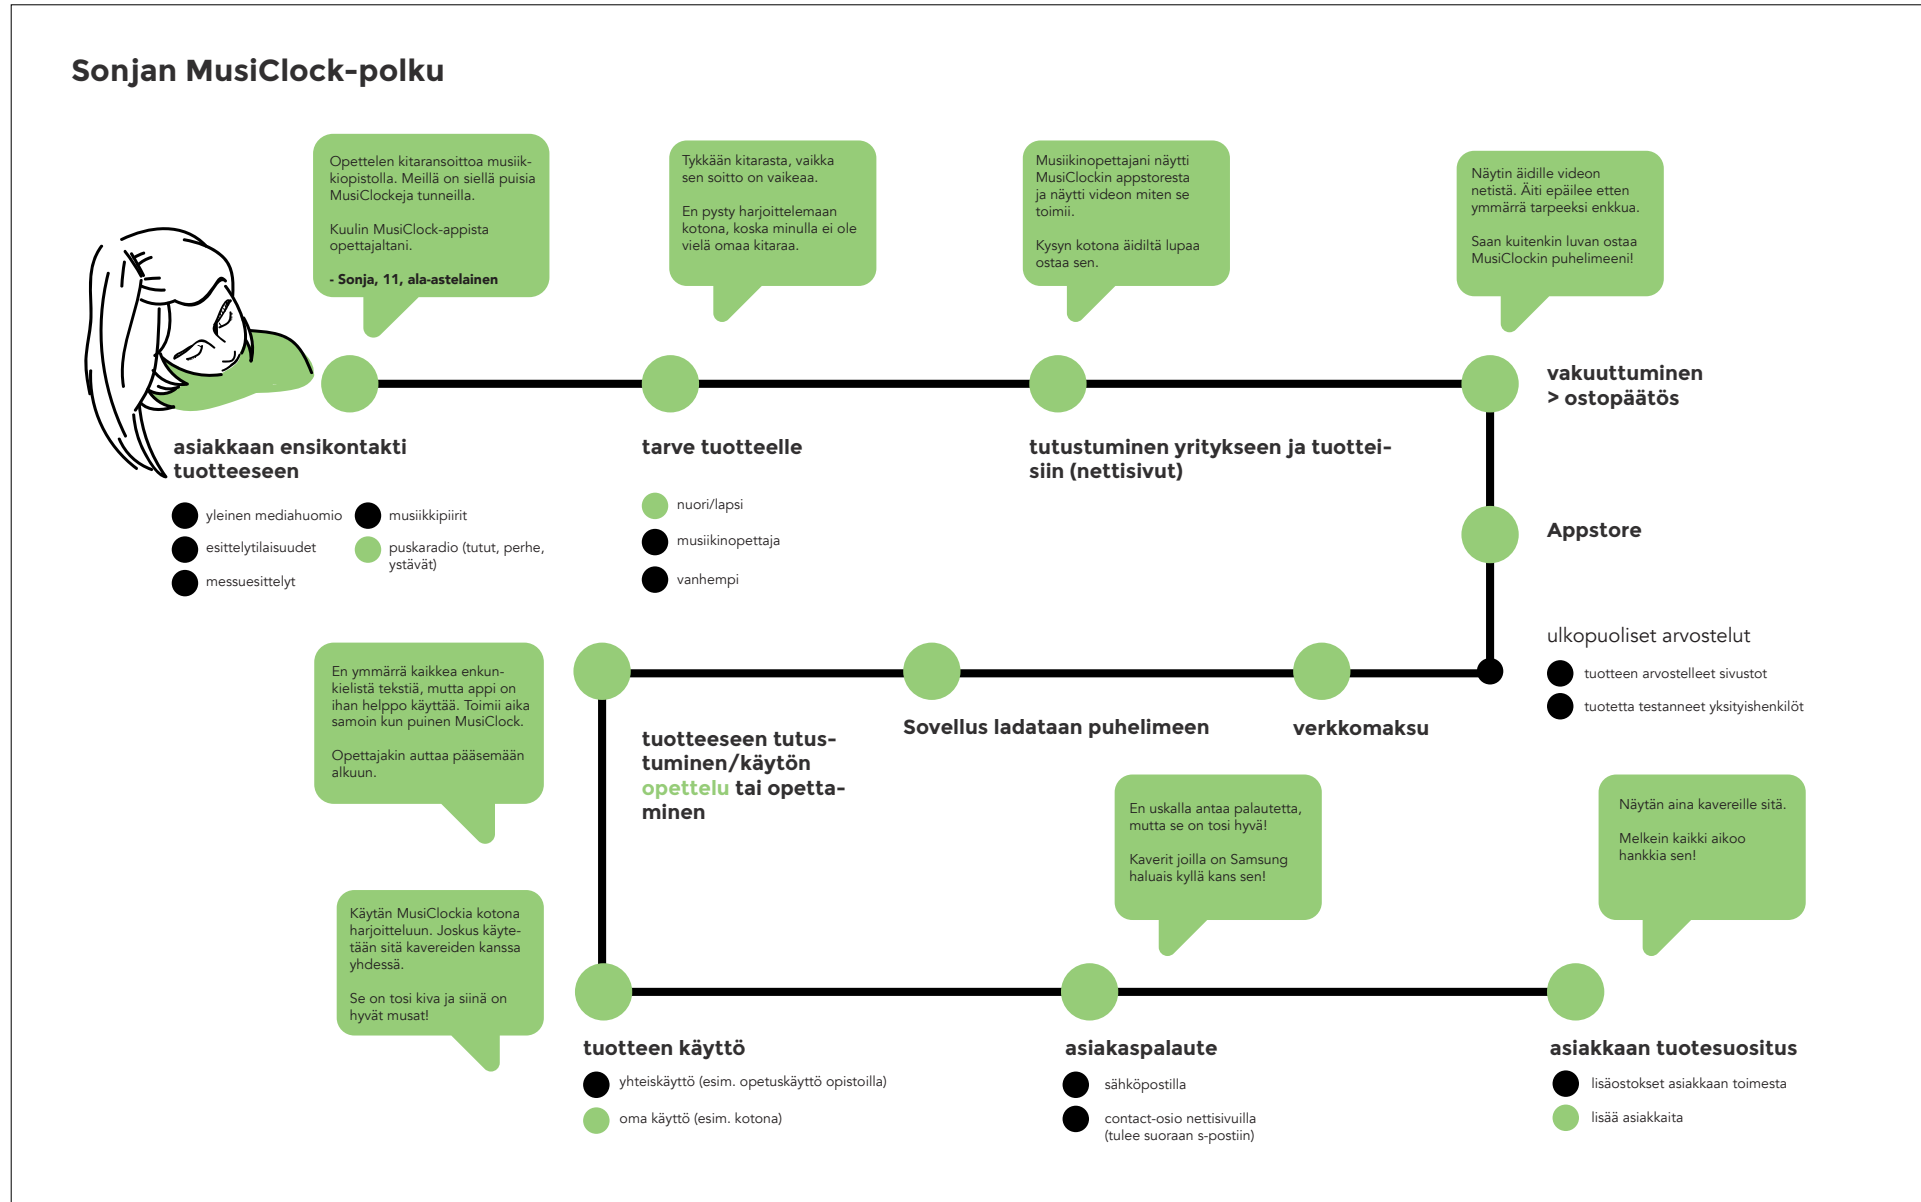 Sonjan MusiClock-polku
Opettelen kitaransoittoa musiik-
kiopistolla. Meillä on siellä puisia
MusiClockeja tunneilla.
Kuulin MusiClock-appista
opettajaltani.
- Sonja, 11, ala-astelainen
Tykkään kitarasta, vaikka
sen soitto on vaikeaa.
En pysty harjoittelemaan
kotona, koska minulla ei ole
vielä omaa kitaraa.
Musiikinopettajani näytti
MusiClockin appstoresta
ja näytti videon miten se
toimii.
Kysyn kotona äidiltä lupaa
ostaa sen.
Näytin äidille videon
netistä. Äiti epäilee etten
ymmärrä tarpeeksi enkkua.
Saan kuitenkin luvan ostaa
MusiClockin puhelimeeni!
asiakkaan ensikontakti
tuotteeseen
yleinen mediahuomio
esittelytilaisuudet
messuesittelyt
musiikkipiirit
puskaradio (tutut, perhe,
ystävät)
tarve tuotteelle
nuori/lapsi
musiikinopettaja
vanhempi
tutustuminen yritykseen ja tuottei-
siin (nettisivut)
vakuuttuminen
> ostopäätös
Appstore
ulkopuoliset arvostelut
tuotteen arvostelleet sivustot
tuotetta testanneet yksityishenkilöt
verkkomaksu
Sovellus ladataan puhelimeen
tuotteeseen tutus-
tuminen/käytön
opettelu tai opetta-
minen
En ymmärrä kaikkea enkun-
kielistä tekstiä, mutta appi on
ihan helppo käyttää. Toimii aika
samoin kun puinen MusiClock.
Opettajakin auttaa pääsemään
alkuun.
Käytän MusiClockia kotona
harjoitteluun. Joskus käyte-
tään sitä kavereiden kanssa
yhdessä.
Se on tosi kiva ja siinä on
hyvät musat!
En uskalla antaa palautetta,
mutta se on tosi hyvä!
Kaverit joilla on Samsung
haluais kyllä kans sen!
Näytän aina kavereille sitä.
Melkein kaikki aikoo
hankkia sen!
tuotteen käyttö
yhteiskäyttö (esim. opetuskäyttö opistoilla)
oma käyttö (esim. kotona)
asiakaspalaute
sähköpostilla
contact-osio nettisivuilla
(tulee suoraan s-postiin)
asiakkaan tuotesuositus
lisäostokset asiakkaan toimesta
lisää asiakkaita